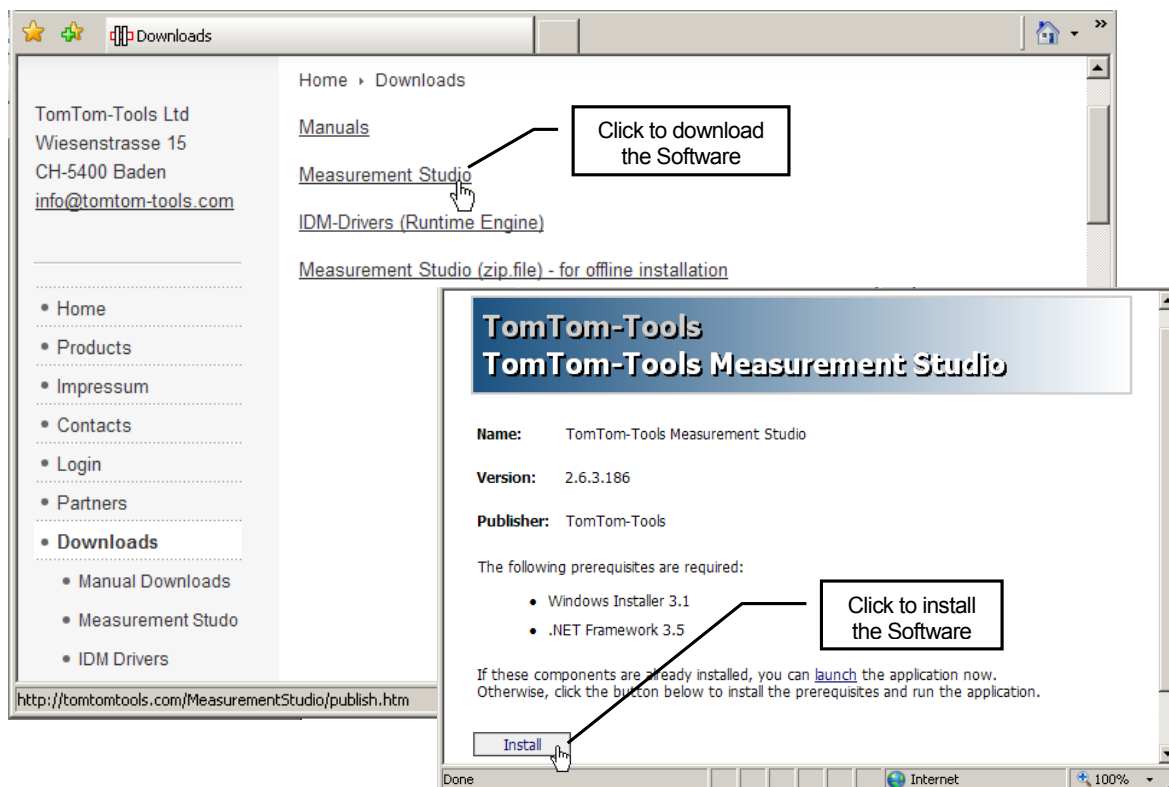 Downloads
»
TomTom-Tools Ltd
Wiesenstrasse 15
CH-5400 Baden
info@tomtom-tools.com
• Home
• Products
• Impressum
• Contacts
• Login
• Partners
• Downloads
• Manual Downloads
• Measurement Studo
• IDM Drivers
Home ▸ Downloads
Manuals
Measurement Studio
IDM-Drivers (Runtime Engine)
Measurement Studio (zip.file) - for offline installation
Click to download
the Software
http://tomtomtools.com/MeasurementStudio/publish.htm
TomTom-Tools
TomTom-Tools Measurement Studio
Name: TomTom-Tools Measurement Studio
Version: 2.6.3.186
Publisher: TomTom-Tools
The following prerequisites are required:
• Windows Installer 3.1
• .NET Framework 3.5
Click to install
the Software
If these components are already installed, you can launch the application now.
Otherwise, click the button below to install the prerequisites and run the application.
Install
Done Internet 100%